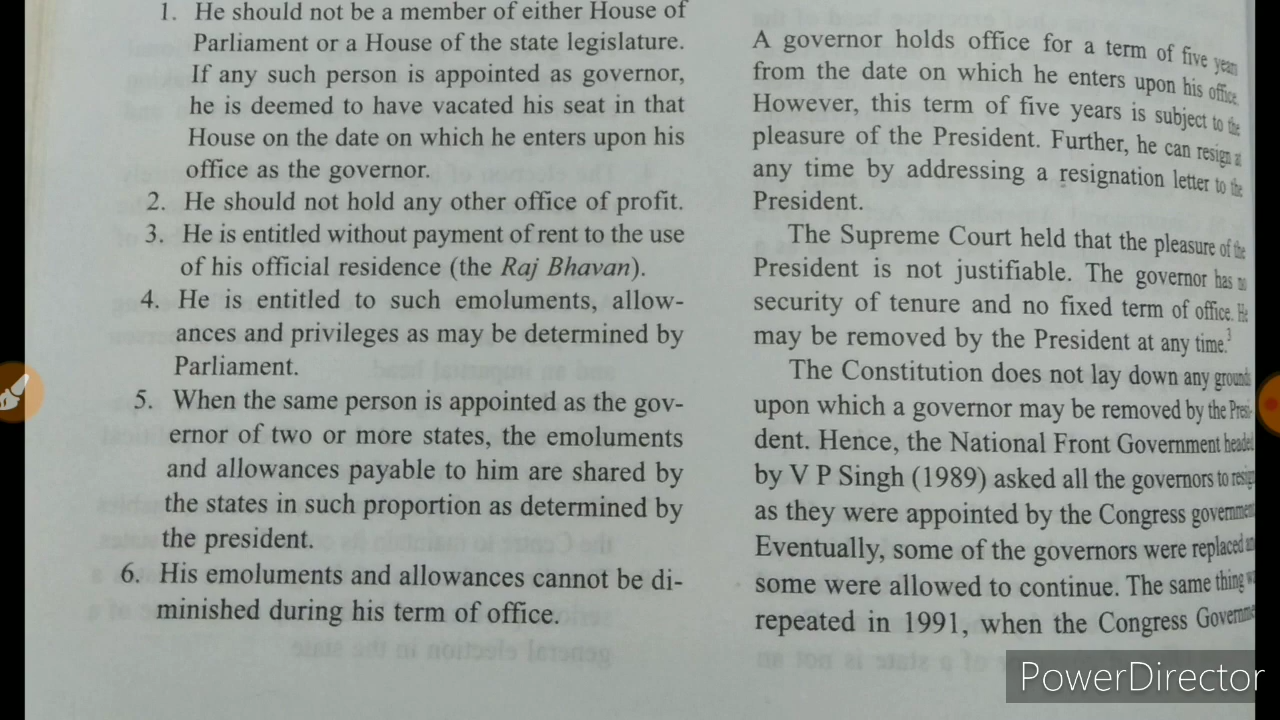 1. He should not be a member of either House of
Parliament or a House of the state legislature.
If any such person is appointed as governor,
he is deemed to have vacated his seat in that
House on the date on which he enters upon his
office as the governor.
2. He should not hold any other office of profit.
3. He is entitled without payment of rent to the use
of his official residence (the Raj Bhavan).
4. He is entitled to such emoluments, allow-
ances and privileges as may be determined by
Parliament.
5. When the same person is appointed as the gov-
ernor of two or more states, the emoluments
and allowances payable to him are shared by
the states in such proportion as determined by
the president.
6. His emoluments and allowances cannot be di-
minished during his term of office.
A governor holds office for a term of five years
from the date on which he enters upon his office.
However, this term of five years is subject to the
pleasure of the President. Further, he can resign at
any time by addressing a resignation letter to the
President.
The Supreme Court held that the pleasure of the
President is not justifiable. The governor has no
security of tenure and no fixed term of office. He
may be removed by the President at any time.3
The Constitution does not lay down any grounds
upon which a governor may be removed by the Presi-
dent. Hence, the National Front Government headed
by V P Singh (1989) asked all the governors to resign
as they were appointed by the Congress government
Eventually, some of the governors were replaced
some were allowed to continue. The same thing
repeated in 1991, when the Congress
PowerDirector